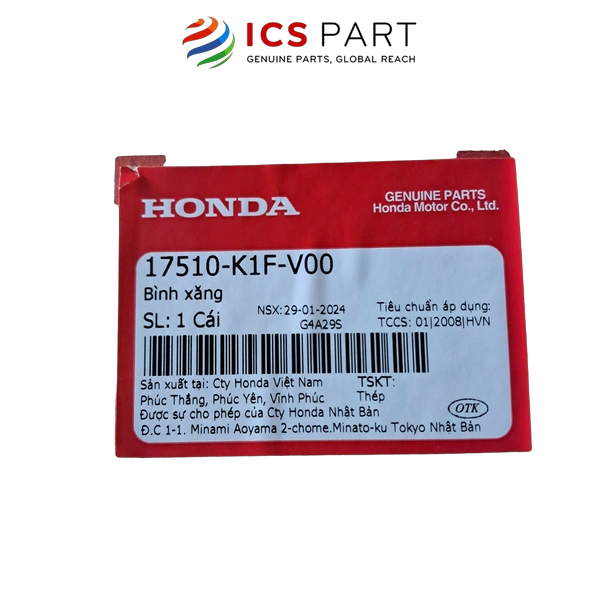 ICS PART
GENUINE PARTS, GLOBAL REACH
HONDA
GENUINE PARTS
Honda Motor Co., Ltd.
17510-K1F-V00
Bình xăng
SL: 1 Cái
NSX: 29-01-2024
G4A29S
Tiêu chuẩn áp dụng:
TCCS: 01|2008|HVN
Sản xuất tại: Cty Honda Việt Nam
Phúc Thắng, Phúc Yên, Vĩnh Phúc
TSKT:
Thép
Được sự cho phép của Cty Honda Nhật Bản
Đ.C 1-1. Minami Aoyama 2-chome.Minato-ku Tokyo Nhật Bản
OTK